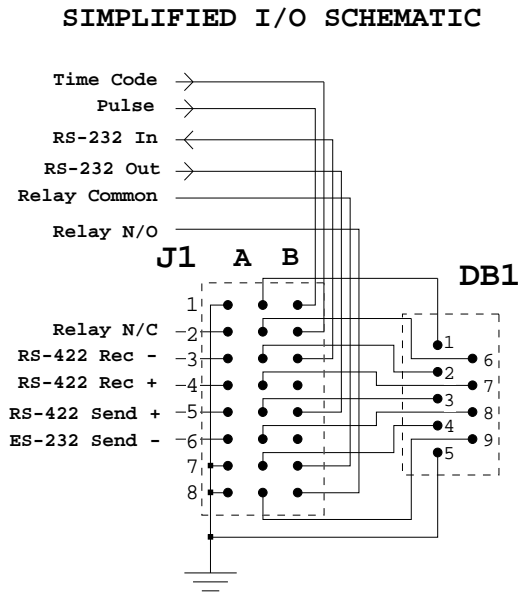 SIMPLIFIED I/O SCHEMATIC
Time Code
Pulse
RS-232 In
RS-232 Out
Relay Common
Relay N/O
J1 A B
DB1
1
Relay N/C 2
RS-422 Rec - 3
RS-422 Rec + 4
RS-422 Send + 5
ES-232 Send - 6
7
8
1
6
2
7
3
8
4
9
5